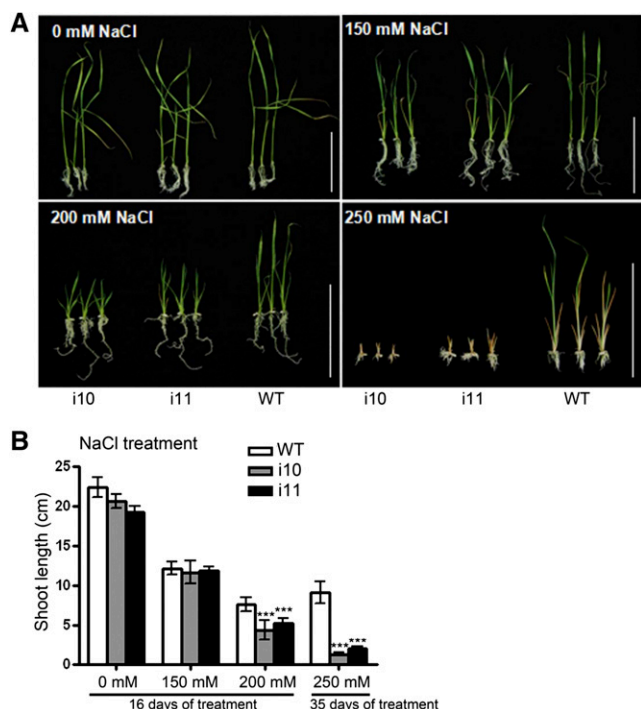 A
0 mM NaCl
150 mM NaCl
200 mM NaCl
250 mM NaCl
i10 i11 WT i10 i11 WT
B
NaCl treatment
WT
i10
i11
Shoot length (cm)
25
20
15
10
5
0
*** ***
*** ***
0 mM 150 mM 200 mM 250 mM
16 days of treatment 35 days of treatment